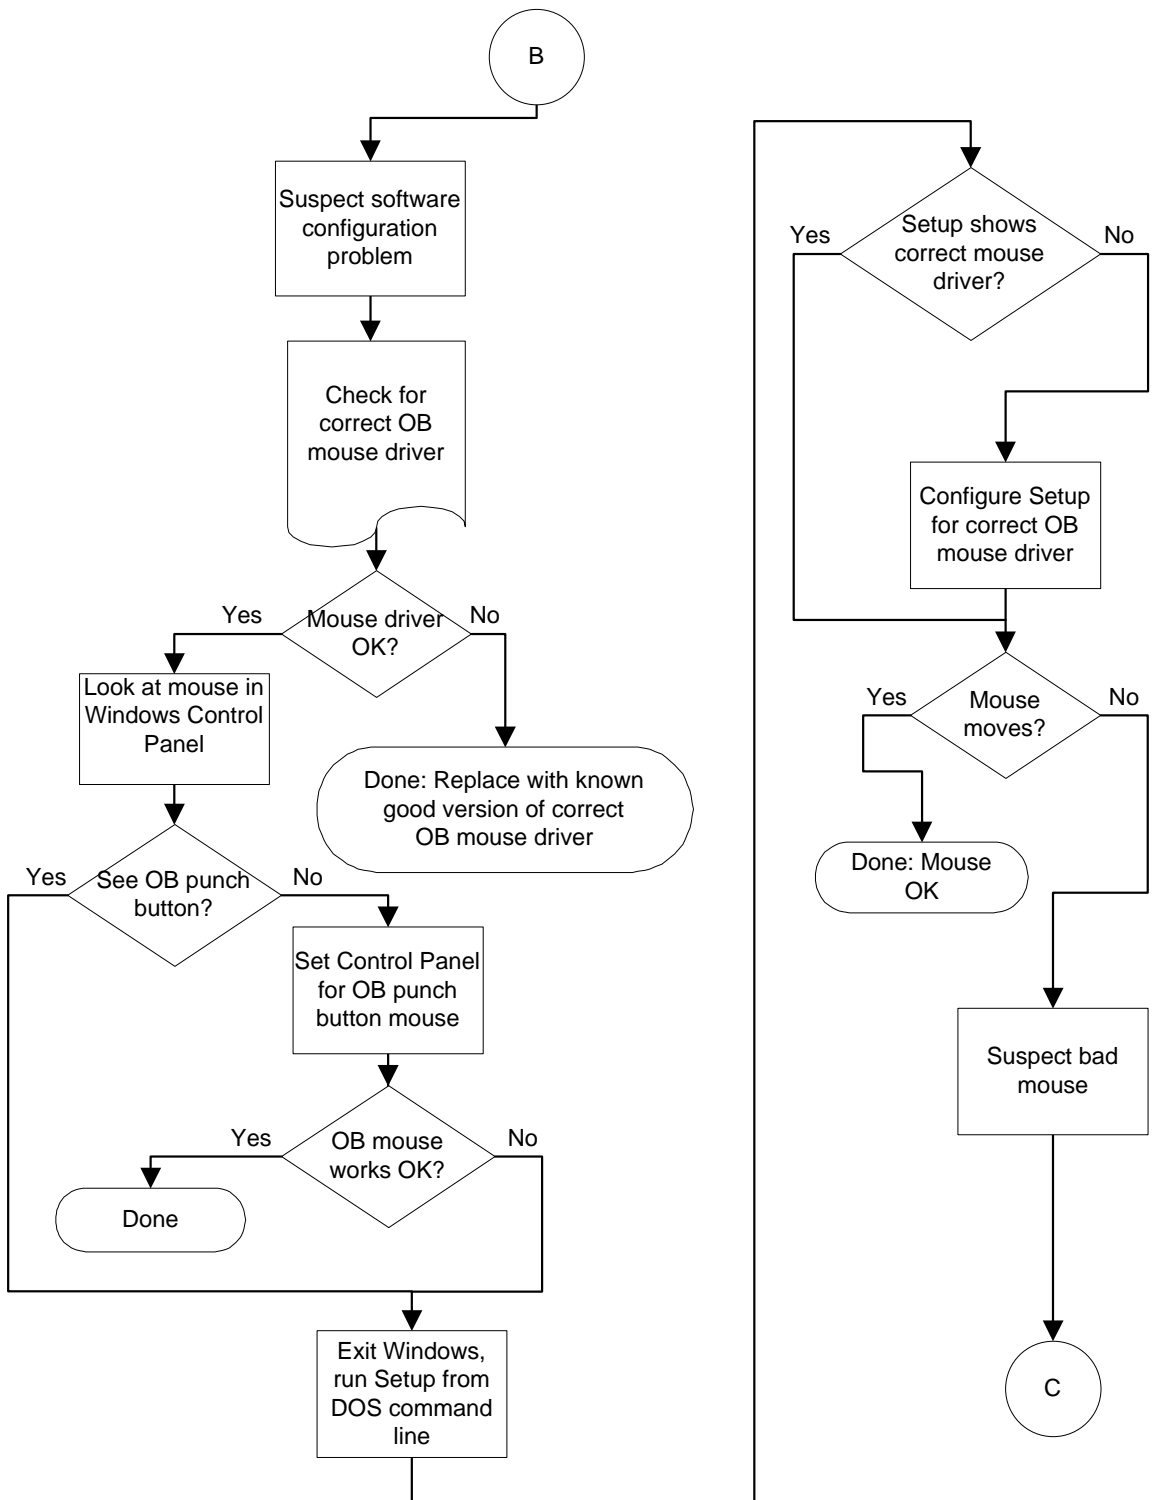 B
Suspect software
configuration
problem
Check for
correct OB
mouse driver
Mouse driver
OK?
Yes
No
Look at mouse in
Windows Control
Panel
Done: Replace with known
good version of correct
OB mouse driver
See OB punch
button?
Yes
No
Set Control Panel
for OB punch
button mouse
OB mouse
works OK?
Yes
No
Done
Exit Windows,
run Setup from
DOS command
line
Setup shows
correct mouse
driver?
Yes
No
Configure Setup
for correct OB
mouse driver
Mouse
moves?
Yes
No
Done: Mouse
OK
Suspect bad
mouse
C